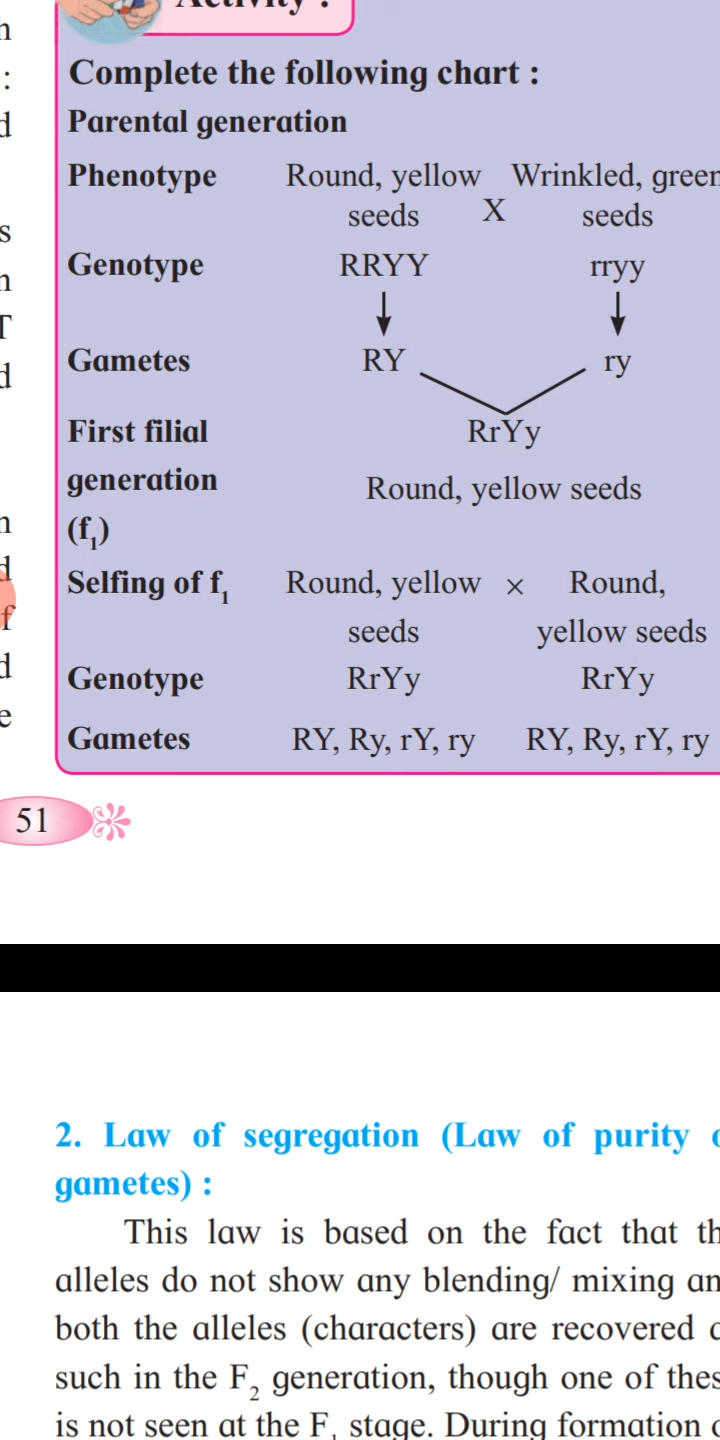 Activity :
Complete the following chart :
Parental generation
Phenotype Round, yellow Wrinkled, green
seeds X seeds
Genotype RRYY rryy
Gametes RY ry
First filial RrYy
generation Round, yellow seeds
(f₁)
Selfing of f₁ Round, yellow × Round,
seeds yellow seeds
Genotype RrYy RrYy
Gametes RY, Ry, rY, ry RY, Ry, rY, ry
51
2. Law of segregation (Law of purity
gametes) :
This law is based on the fact that
alleles do not show any blending/ mixing
both the alleles (characters) are recovered
such in the F₂ generation, though one of
is not seen at the F₁ stage. During formation